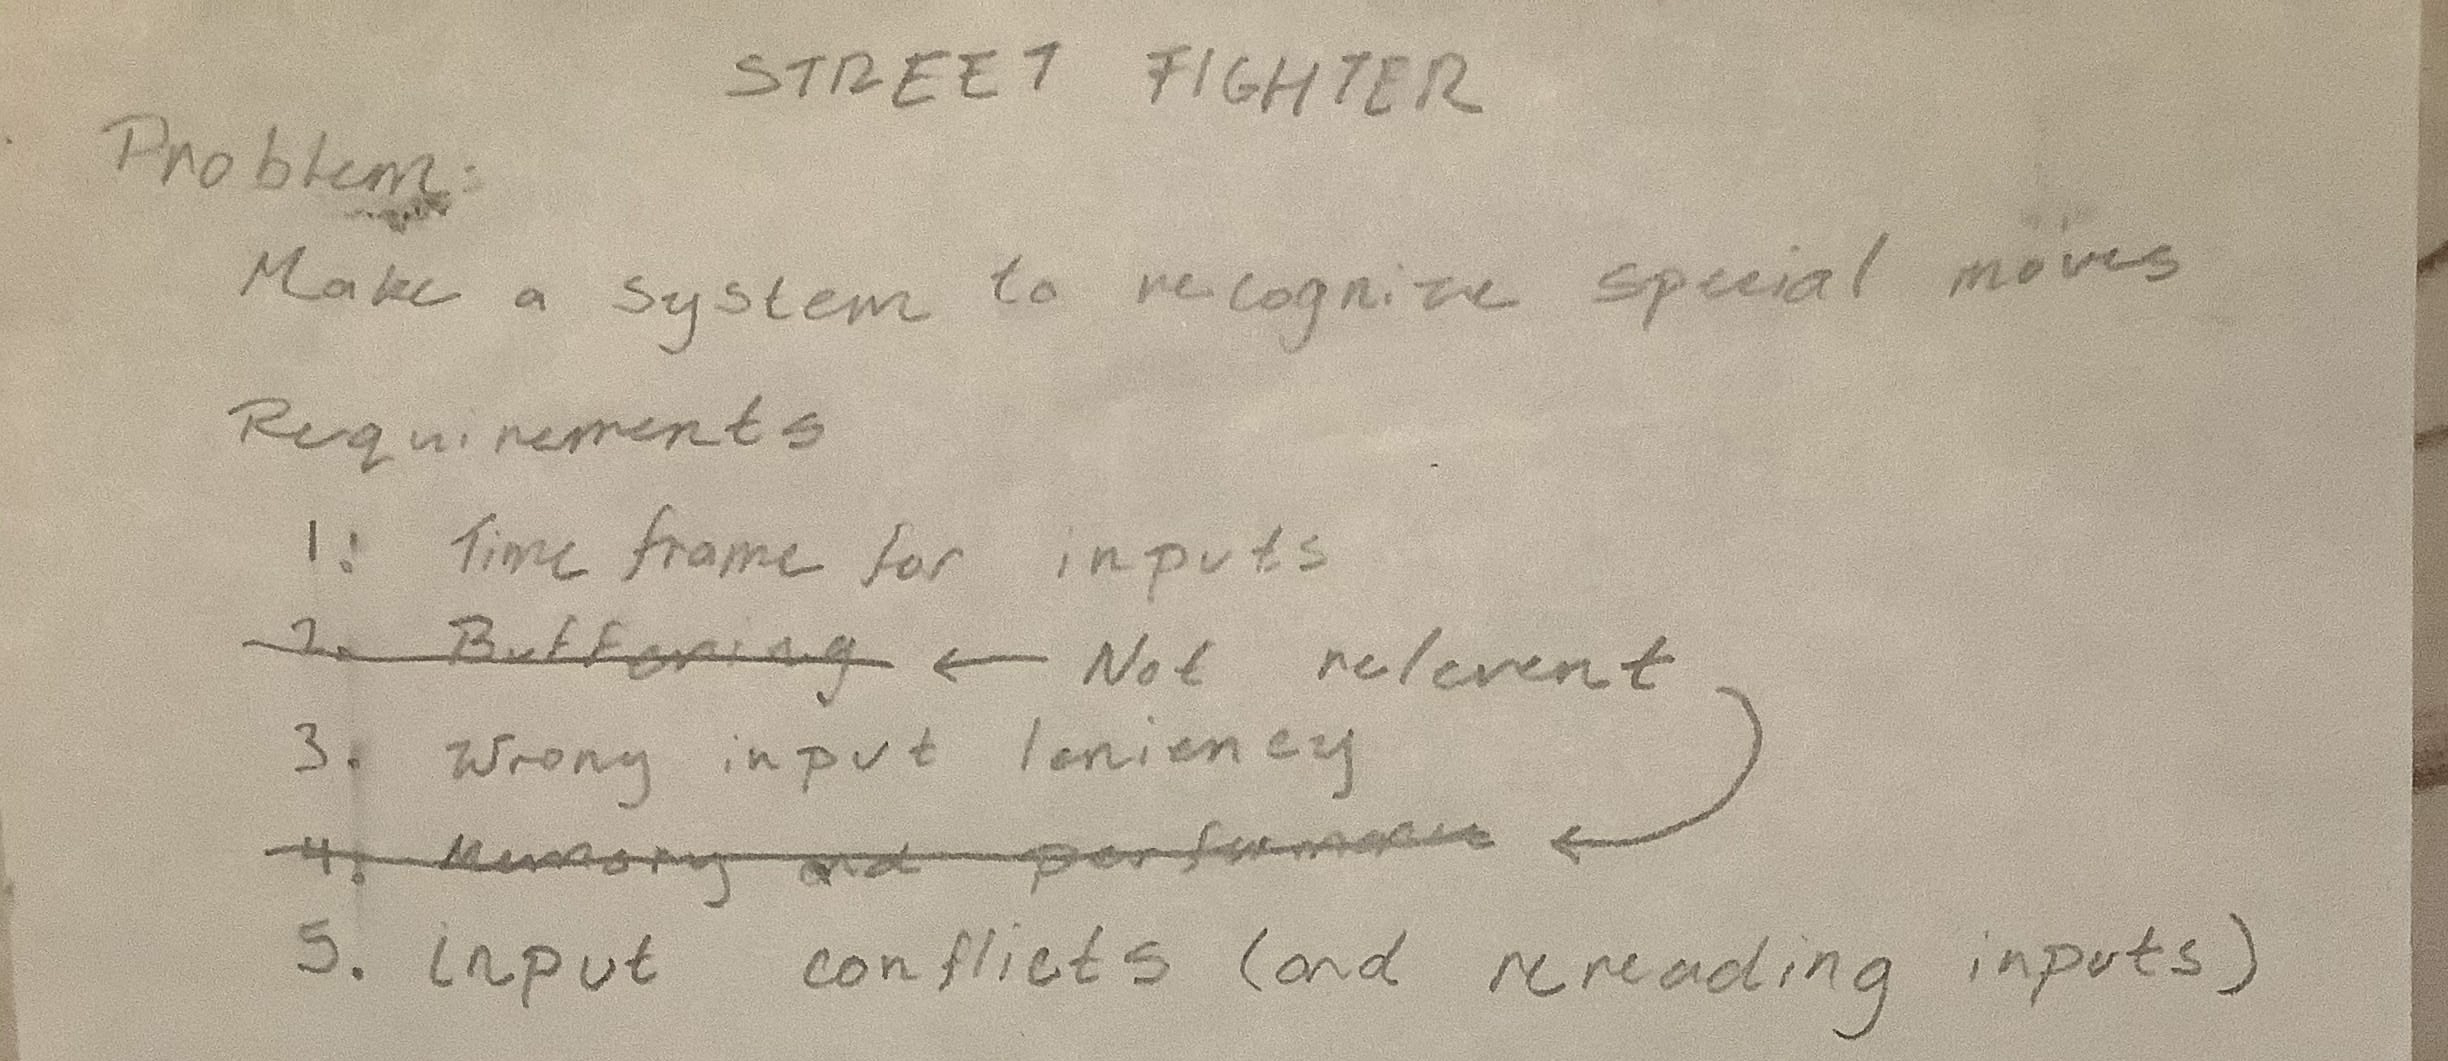 STREET FIGHTER
Problem:
Make a system to recognize special moves
Requirements
1: Time frame for inputs
2. Buffering ← Not relevent
3. Wrong input leniency
4: Memory and performance
5. input conflicts (and rereading inputs)